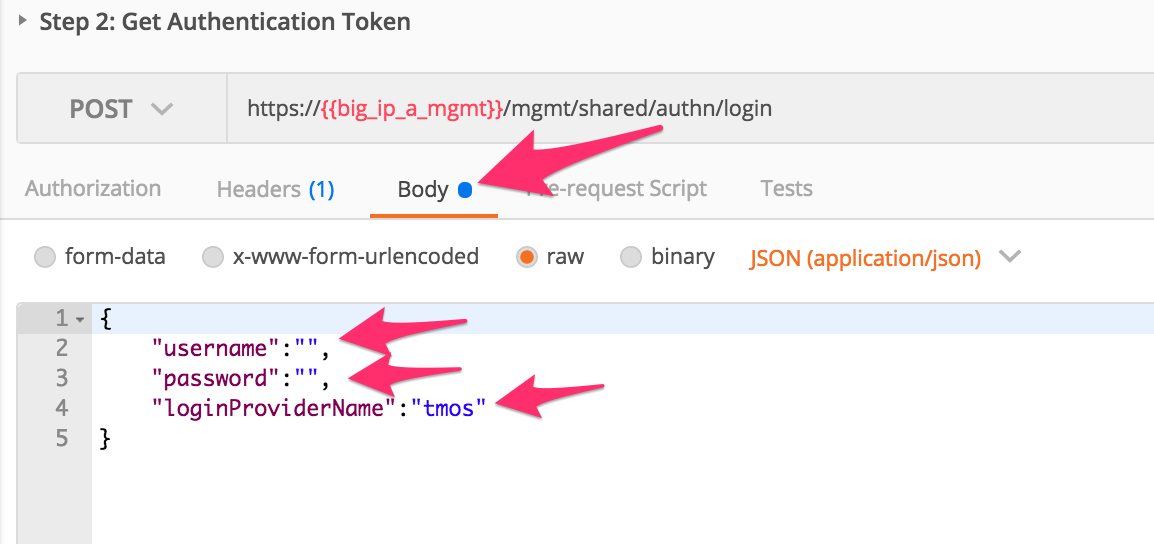 Step 2: Get Authentication Token
POST https://{{big_ip_a_mgmt}}/mgmt/shared/authn/login
Authorization Headers (1) Body Pre-request Script Tests
form-data x-www-form-urlencoded raw binary JSON (application/json)
1 {
2 "username":"",
3 "password":"",
4 "loginProviderName":"tmos"
5 }